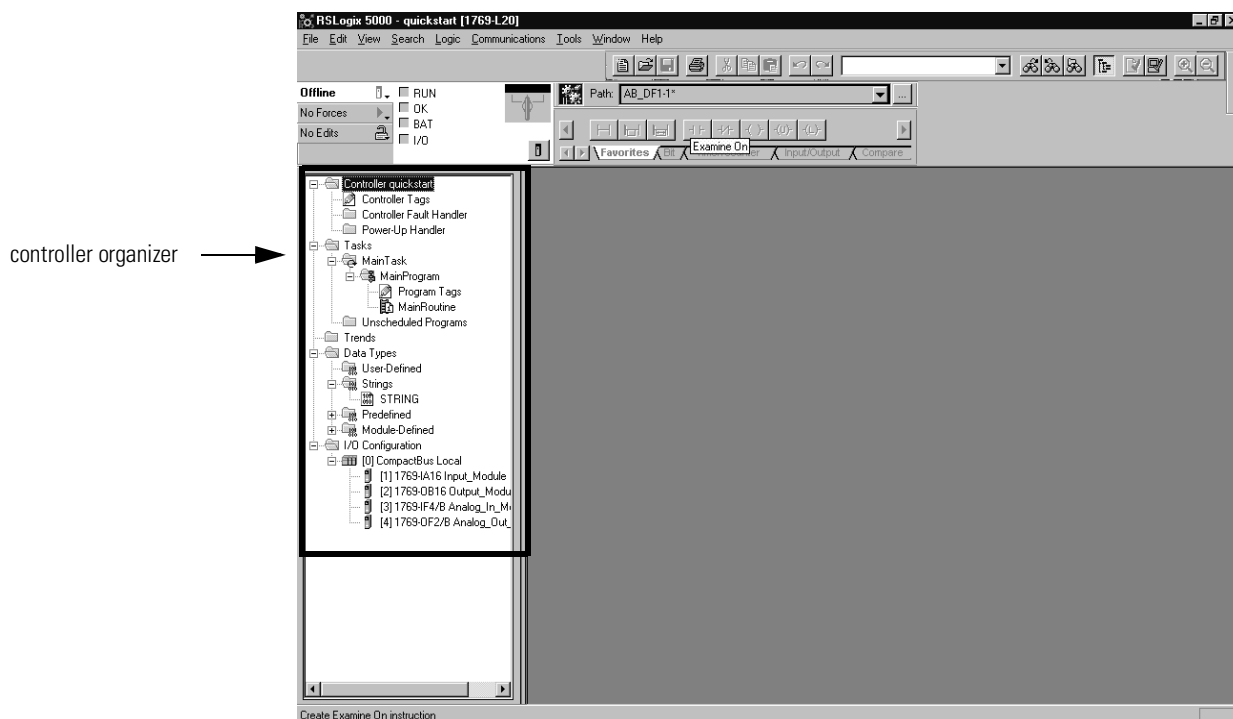 RSLogix 5000 - quickstart [1769-L20]
File Edit View Search Logic Communications Tools Window Help
Offline
RUN
No Forces
OK
No Edits
BAT
I/O
Path: AB_DF1-1*
...
Examine On
Favorites Bit Input/Output Compare
controller organizer
Controller quickstart
Controller Tags
Controller Fault Handler
Power-Up Handler
Tasks
MainTask
MainProgram
Program Tags
MainRoutine
Unscheduled Programs
Trends
Data Types
User-Defined
Strings
STRING
Predefined
Module-Defined
I/O Configuration
[0] CompactBus Local
[1] 1769-IA16 Input_Module
[2] 1769-OB16 Output_Modu
[3] 1769-IF4/B Analog_In_M
[4] 1769-OF2/B Analog_Out_
Create Examine On instruction